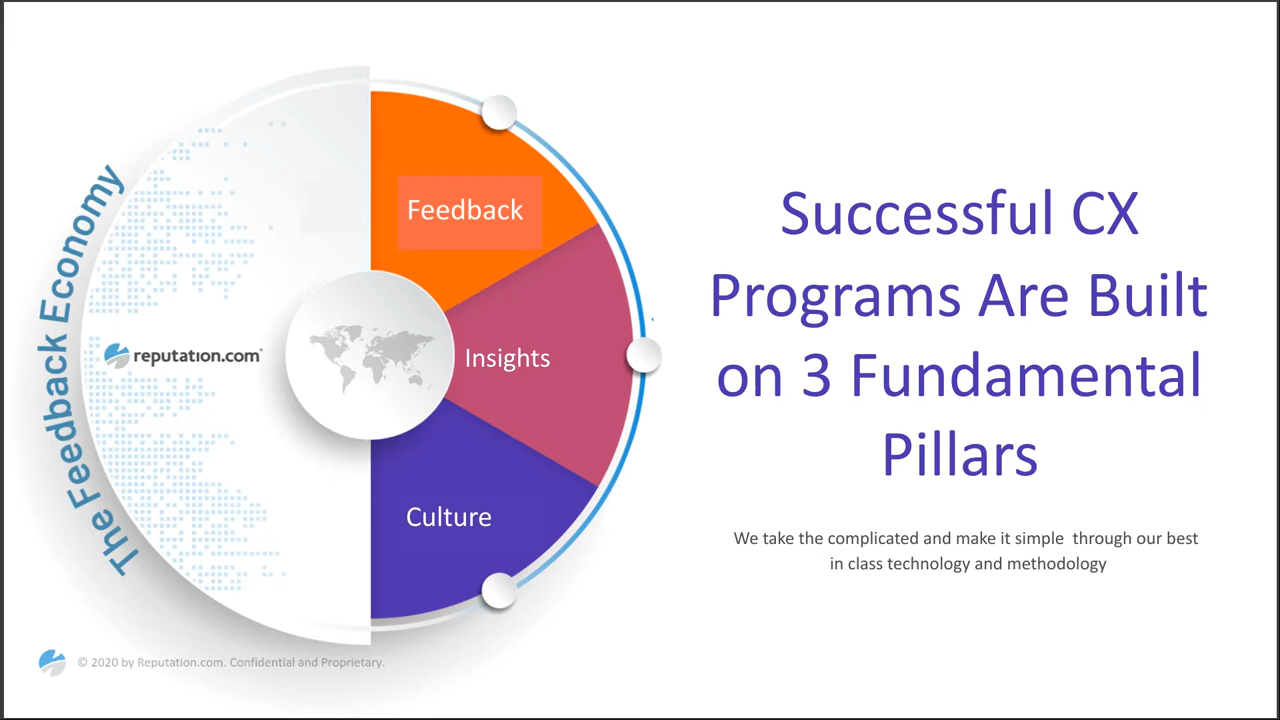 The Feedback Economy
reputation.com
Feedback
Insights
Culture
Successful CX
Programs Are Built
on 3 Fundamental
Pillars
We take the complicated and make it simple  through our best
in class technology and methodology
© 2020 by Reputation.com. Confidential and Proprietary.